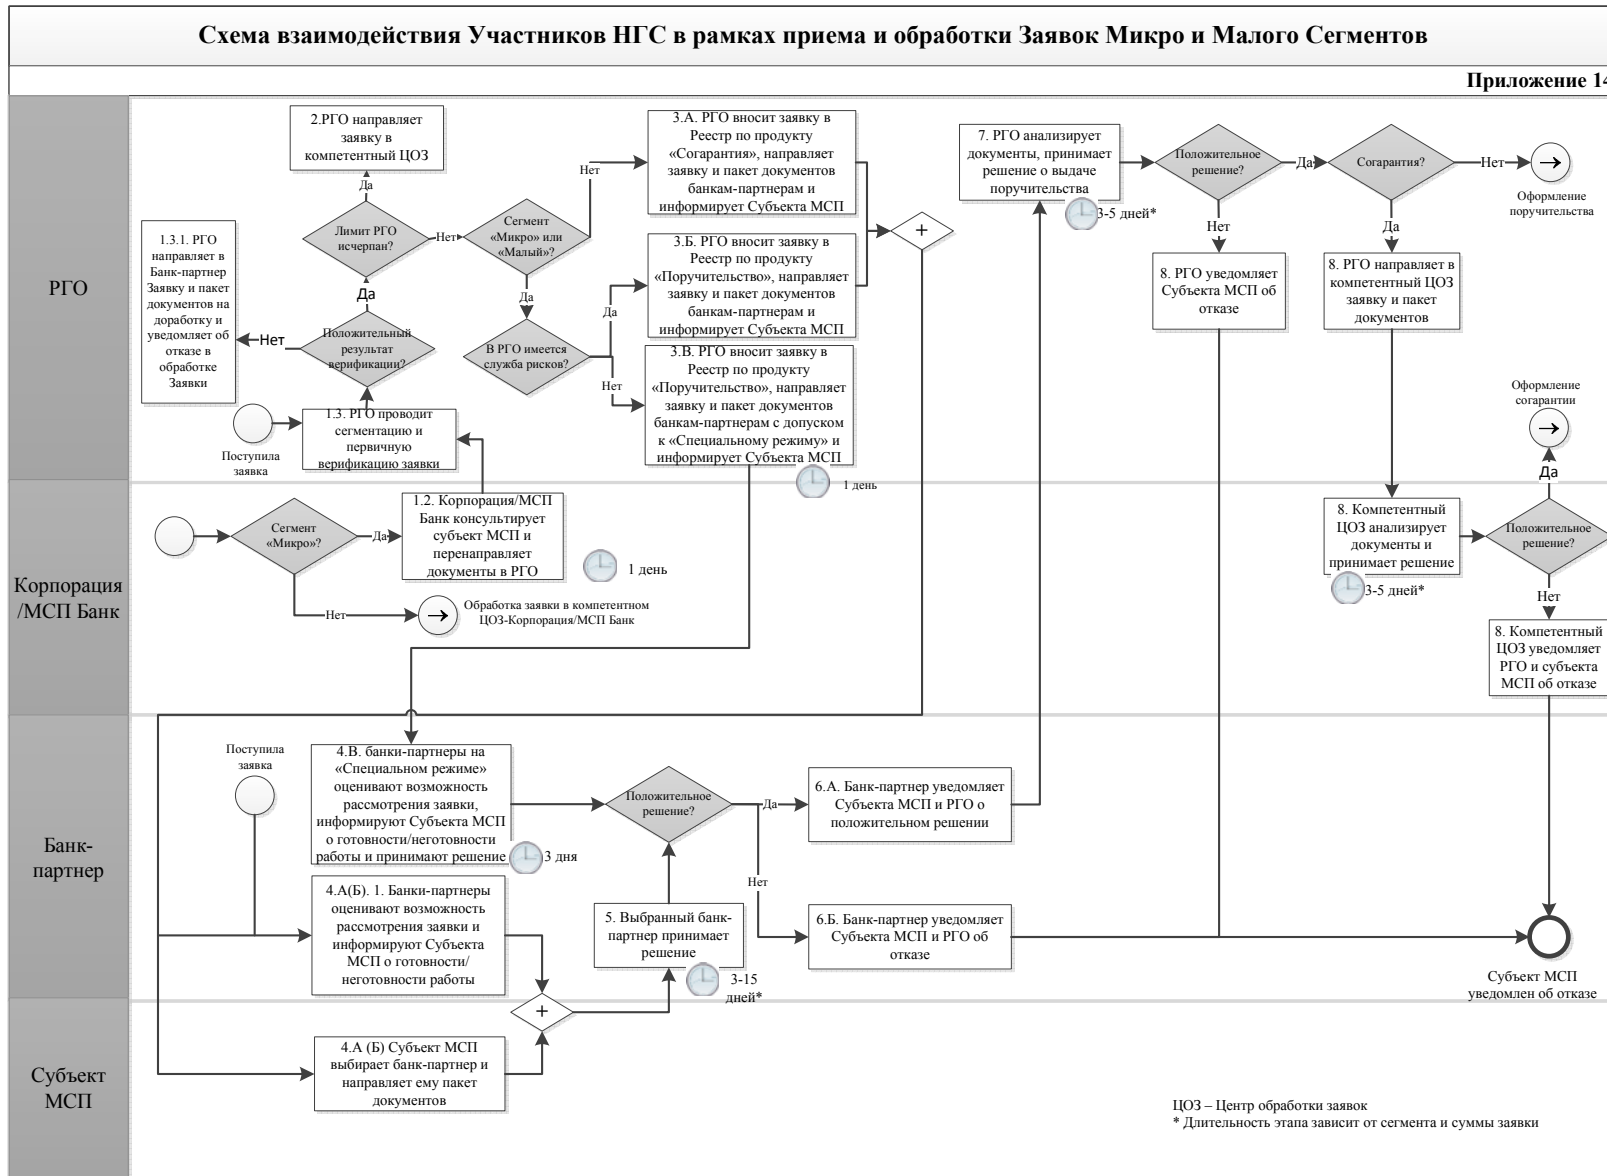 Схема взаимодействия Участников НГС в рамках приема и обработки Заявок Микро и Малого Сегментов
Приложение 14
РГО
2.РГО направляет
заявку в
компетентный ЦОЗ
Да
Лимит РГО
исчерпан?
Нет
Да
1.3.1. РГО
направляет в
Банк-партнер
Заявку и пакет
документов на
доработку и
уведомляет об
отказе в
обработке
Заявки
Нет
Положительный
результат
верификации?
Поступила
заявка
1.3. РГО проводит
сегментацию и
первичную
верификацию заявки
Сегмент
«Микро» или
«Малый»?
Нет
Да
В РГО имеется
служба рисков?
Да
Нет
3.А. РГО вносит заявку в
Реестр по продукту
«Согарантия», направляет
заявку и пакет документов
банкам-партнерам и
информирует Субъекта МСП
3.Б. РГО вносит заявку в
Реестр по продукту
«Поручительство», направляет
заявку и пакет документов
банкам-партнерам и
информирует Субъекта МСП
3.В. РГО вносит заявку в
Реестр по продукту
«Поручительство», направляет
заявку и пакет документов
банкам-партнерам с допуском
к «Специальному режиму» и
информирует Субъекта МСП
1 день
+
7. РГО анализирует
документы, принимает
решение о выдаче
поручительства
3-5 дней*
Положительное
решение?
Да
Нет
8. РГО уведомляет
Субъекта МСП об
отказе
Согарантия?
Нет
Оформление
поручительства
Да
8. РГО направляет в
компетентный ЦОЗ
заявку и пакет
документов
Оформление
согарантии
Да
Корпорация
/МСП Банк
Сегмент
«Микро»?
Да
1.2. Корпорация/МСП
Банк консультирует
субъект МСП и
перенаправляет
документы в РГО
1 день
Нет
Обработка заявки в компетентном
ЦОЗ-Корпорация/МСП Банк
8. Компетентный
ЦОЗ анализирует
документы и
принимает решение
3-5 дней*
Положительное
решение?
Нет
8. Компетентный
ЦОЗ уведомляет
РГО и субъекта
МСП об отказе
Банк-
партнер
Поступила
заявка
4.В. банки-партнеры на
«Специальном режиме»
оценивают возможность
рассмотрения заявки,
информируют Субъекта МСП
о готовности/неготовности
работы и принимают решение
3 дня
4.А(Б). 1. Банки-партнеры
оценивают возможность
рассмотрения заявки и
информируют Субъекта
МСП о готовности/
неготовности работы
Положительное
решение?
Да
Нет
5. Выбранный банк-
партнер принимает
решение
3-15
дней*
6.А. Банк-партнер уведомляет
Субъекта МСП и РГО о
положительном решении
6.Б. Банк-партнер уведомляет
Субъекта МСП и РГО об
отказе
Субъект МСП
уведомлен об отказе
Субъект
МСП
+
4.А (Б) Субъект МСП
выбирает банк-партнер и
направляет ему пакет
документов
ЦОЗ – Центр обработки заявок
* Длительность этапа зависит от сегмента и суммы заявки